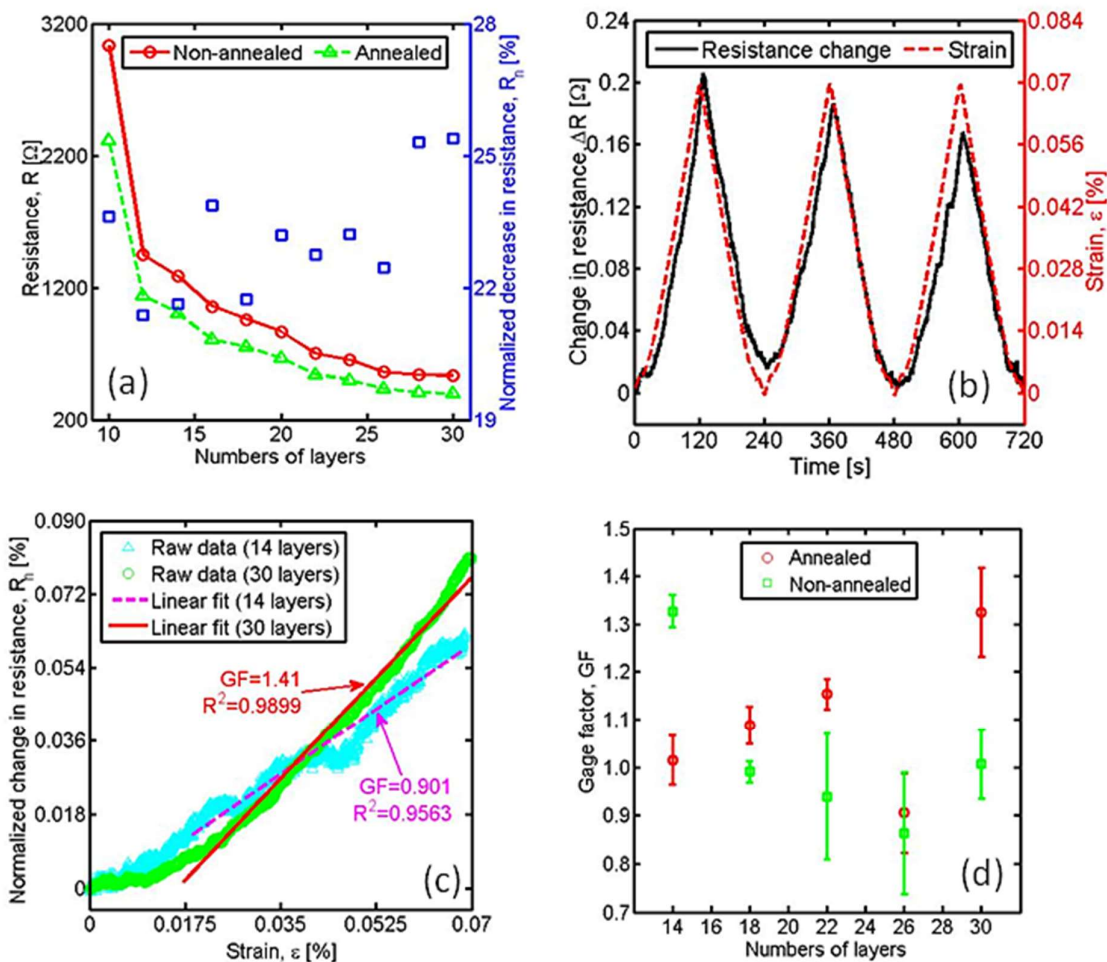 3200
2200
1200
200
Resistance, R [Ω]
Non-annealed
Annealed
28
25
22
19
Normalized decrease in resistance, Rn [%]
(a)
10 12 14 16 18 20 22 24 26 28 30
Numbers of layers
0.24
0.2
0.16
0.12
0.08
0.04
0
Change in resistance, ΔR [Ω]
Resistance change
Strain
0.084
0.07
0.056
0.042
0.028
0.014
0
Strain, ε [%]
(b)
0 120 240 360 480 600 720
Time [s]
0.090
0.072
0.054
0.036
0.018
0
Normalized change in resistance, Rn [%]
Raw data (14 layers)
Raw data (30 layers)
Linear fit (14 layers)
Linear fit (30 layers)
GF=1.41
R²=0.9899
GF=0.901
R²=0.9563
(c)
0 0.0175 0.035 0.0525 0.07
Strain, ε [%]
1.5
1.4
1.3
1.2
1.1
1.0
0.9
0.8
0.7
Gage factor, GF
Annealed
Non-annealed
(d)
14 16 18 20 22 24 26 28 30
Numbers of layers